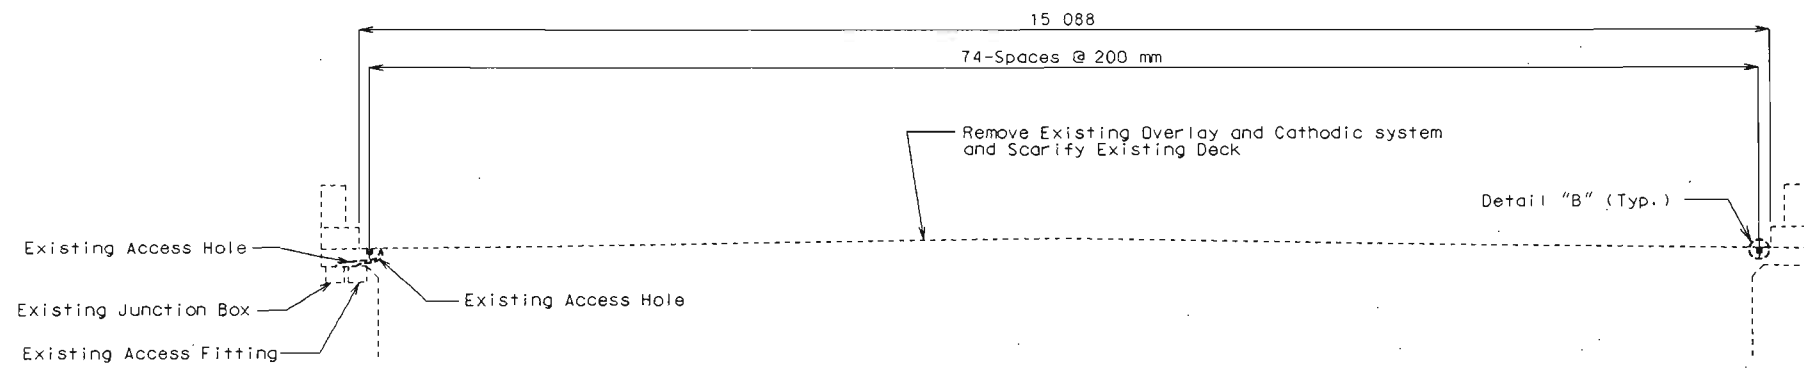 15 088
74-Spaces @ 200 mm
Remove Existing Overlay and Cathodic system
and Scarify Existing Deck
Detail "B" (Typ.)
Existing Access Hole
Existing Access Hole
Existing Junction Box
Existing Access Fitting